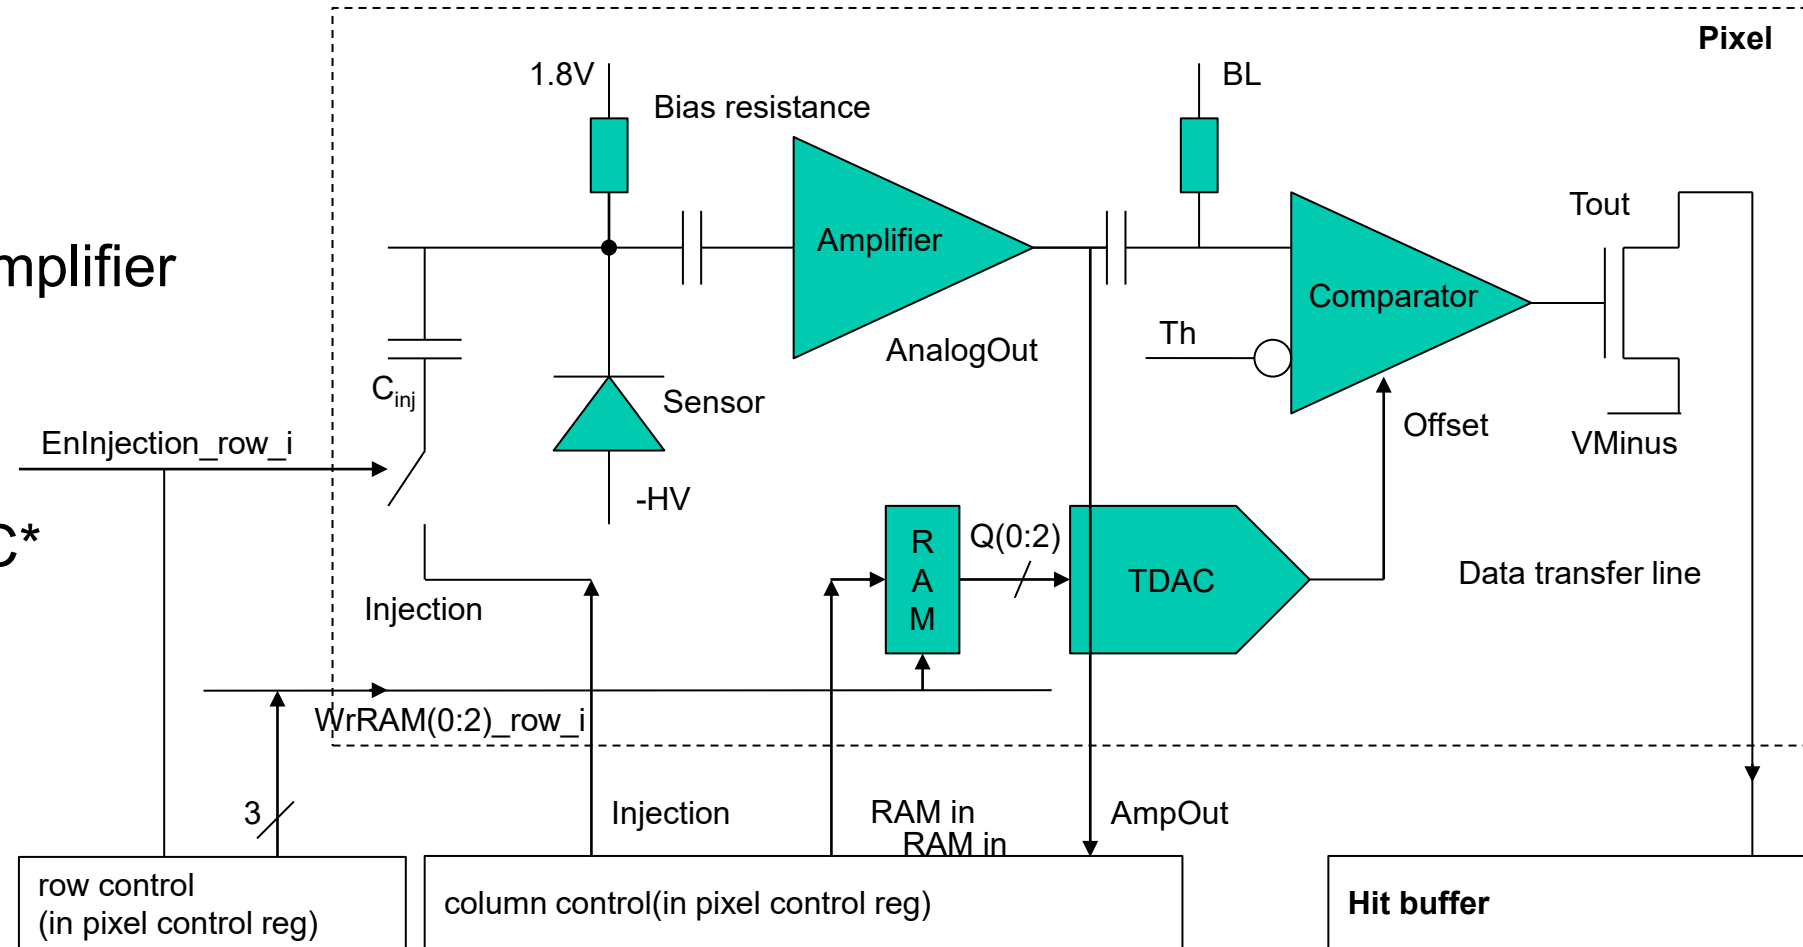 Pixel
1.8V
BL
Bias resistance
Tout
Amplifier
mplifier
Comparator
Th
AnalogOut
Cinj
Sensor
Offset
EnInjection_row_i
VMinus
-HV
C*
R
A
M
Q(0:2)
TDAC
Data transfer line
Injection
WrRAM(0:2)_row_i
3
Injection
RAM in
RAM in
AmpOut
row control
(in pixel control reg)
column control(in pixel control reg)
Hit buffer